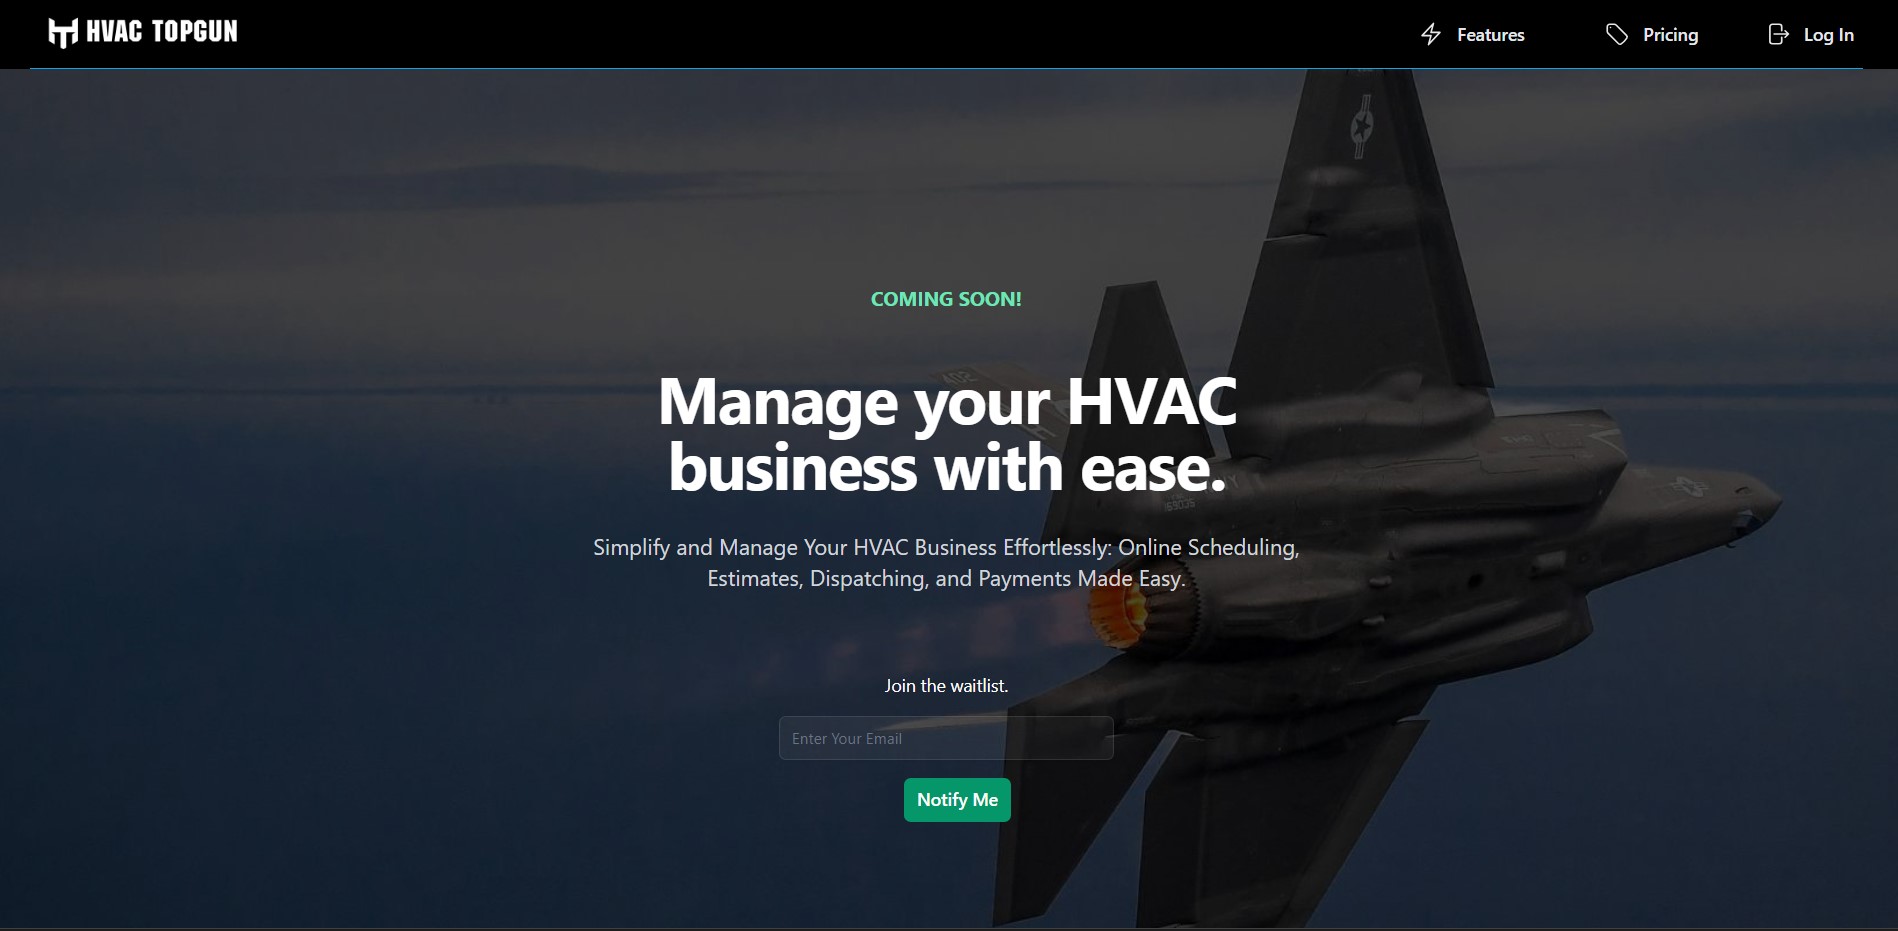 HVAC TOPGUN
Features
Pricing
Log In
COMING SOON!
Manage your HVAC
business with ease.
Simplify and Manage Your HVAC Business Effortlessly: Online Scheduling,
Estimates, Dispatching, and Payments Made Easy.
Join the waitlist.
Enter Your Email
Notify Me